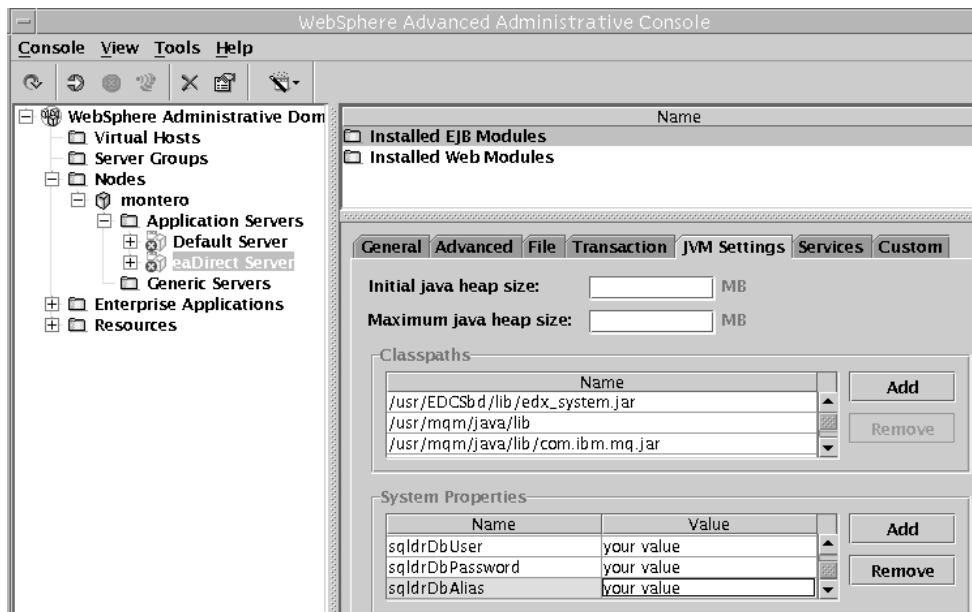 WebSphere Advanced Administrative Console
Console View Tools Help
WebSphere Administrative Dom
Virtual Hosts
Server Groups
Nodes
montero
Application Servers
Default Server
eaDirect Server
Generic Servers
Enterprise Applications
Resources
Name
Installed EJB Modules
Installed Web Modules
General Advanced File Transaction JVM Settings Services Custom
Initial java heap size: MB
Maximum java heap size: MB
Classpaths
Name
/usr/EDCSbd/lib/edx_system.jar
/usr/mqm/java/lib
/usr/mqm/java/lib/com.ibm.mq.jar
Add
Remove
System Properties
Name Value
sqldrDbUser your value
sqldrDbPassword your value
sqldrDbAlias your value
Add
Remove